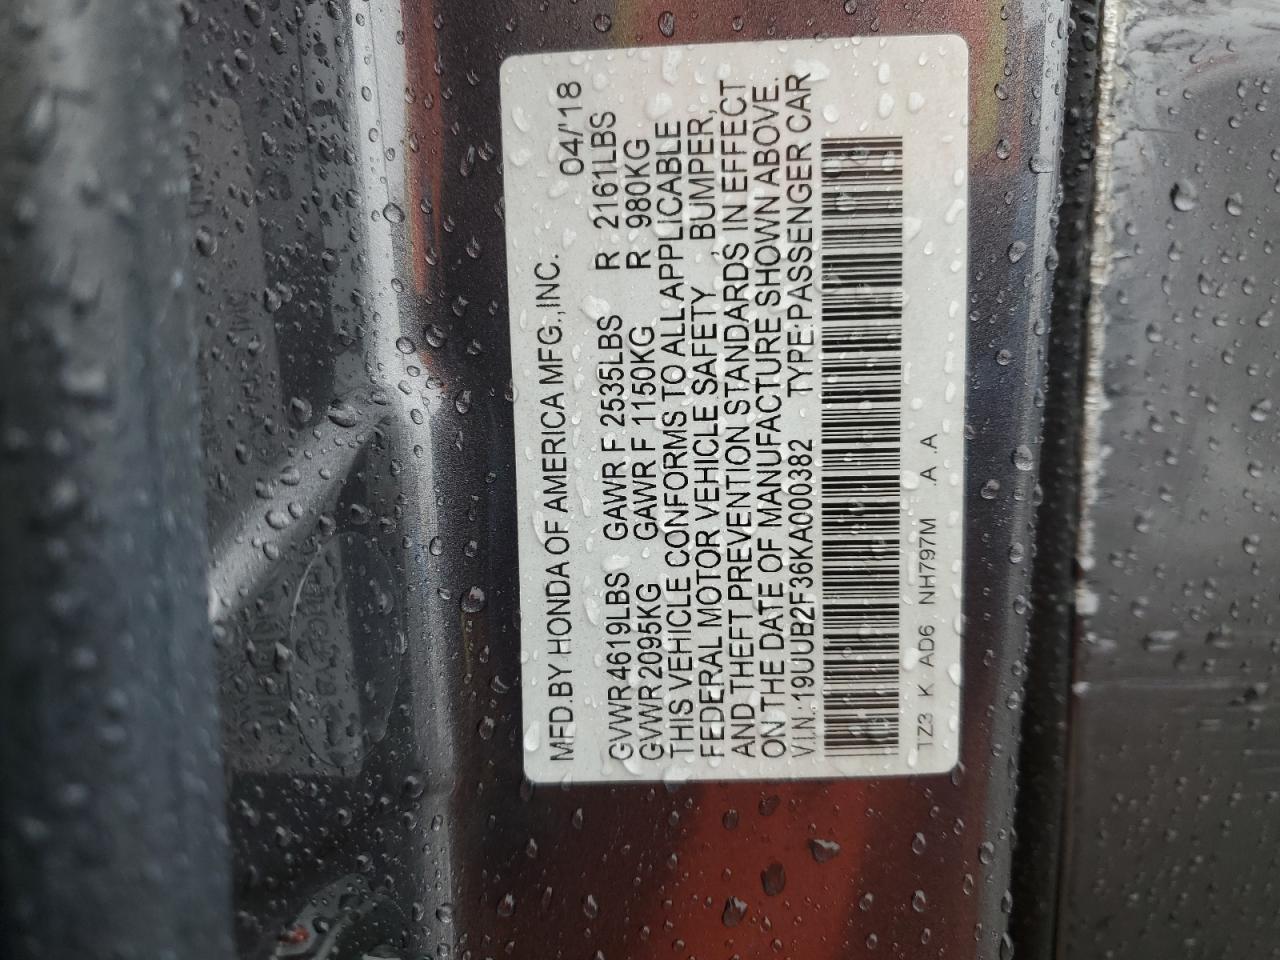 MFD.BY HONDA OF AMERICA MFG.,INC. 04/'18
GVWR4619LBS GAWR F 2535LBS R 2161LBS
GVWR2095KG GAWR F 1150KG R 980KG
THIS VEHICLE CONFORMS TO ALL APPLICABLE
FEDERAL MOTOR VEHICLE SAFETY , BUMPER,
AND THEFT PREVENTION STANDARDS IN EFFECT
ON THE DATE OF MANUFACTURE SHOWN ABOVE.
V.I.N.:19UUB2F36KA000382 TYPE:PASSENGER CAR
TZ3 K AD6 NH797M .A .A